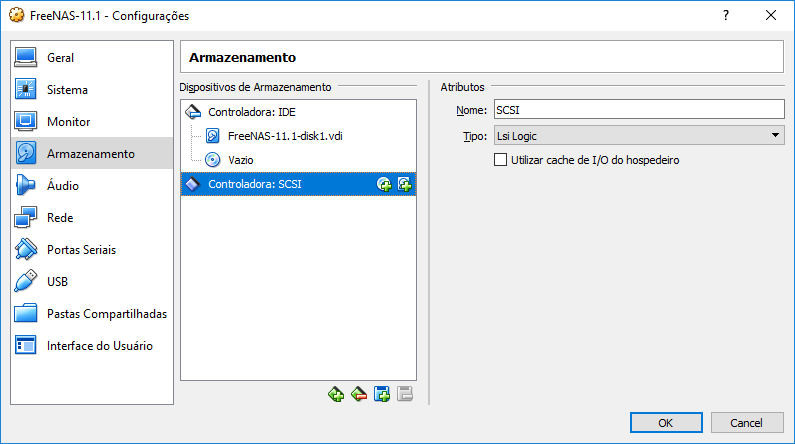 FreeNAS-11.1 - Configurações
?
Geral
Sistema
Monitor
Armazenamento
Áudio
Rede
Portas Seriais
USB
Pastas Compartilhadas
Interface do Usuário
Armazenamento
Dispositivos de Armazenamento
Controladora: IDE
FreeNAS-11.1-disk1.vdi
Vazio
Controladora: SCSI
Atributos
Nome: SCSI
Tipo: Lsi Logic
Utilizar cache de I/O do hospedeiro
OK
Cancel